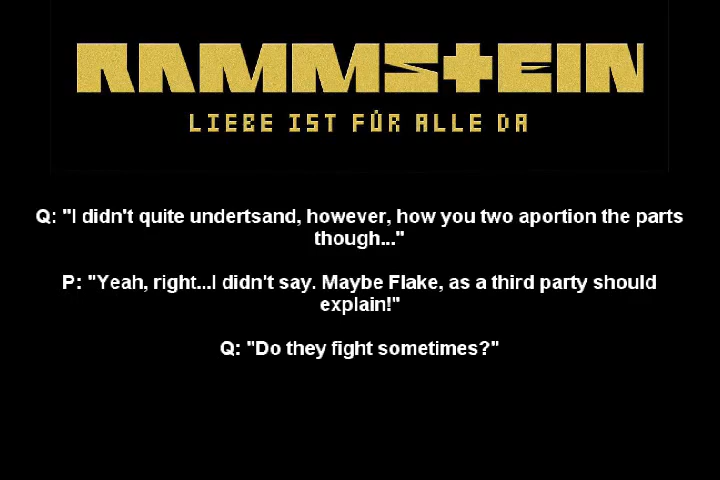 RAMMSTEIN
LIEBE IST FÜR ALLE DA
Q: "I didn't quite undertsand, however, how you two aportion the parts
though..."
P: "Yeah, right...I didn't say. Maybe Flake, as a third party should
explain!"
Q: "Do they fight sometimes?"